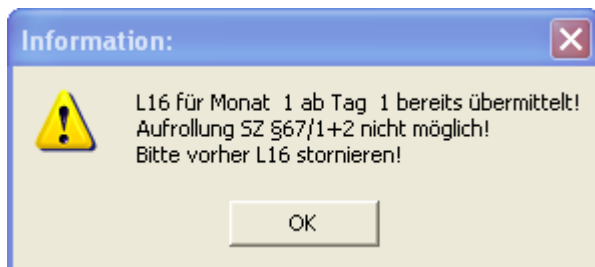 Information:
L16 für Monat  1 ab Tag  1 bereits übermittelt!
Aufrollung SZ §67/1+2 nicht möglich!
Bitte vorher L16 stornieren!
OK